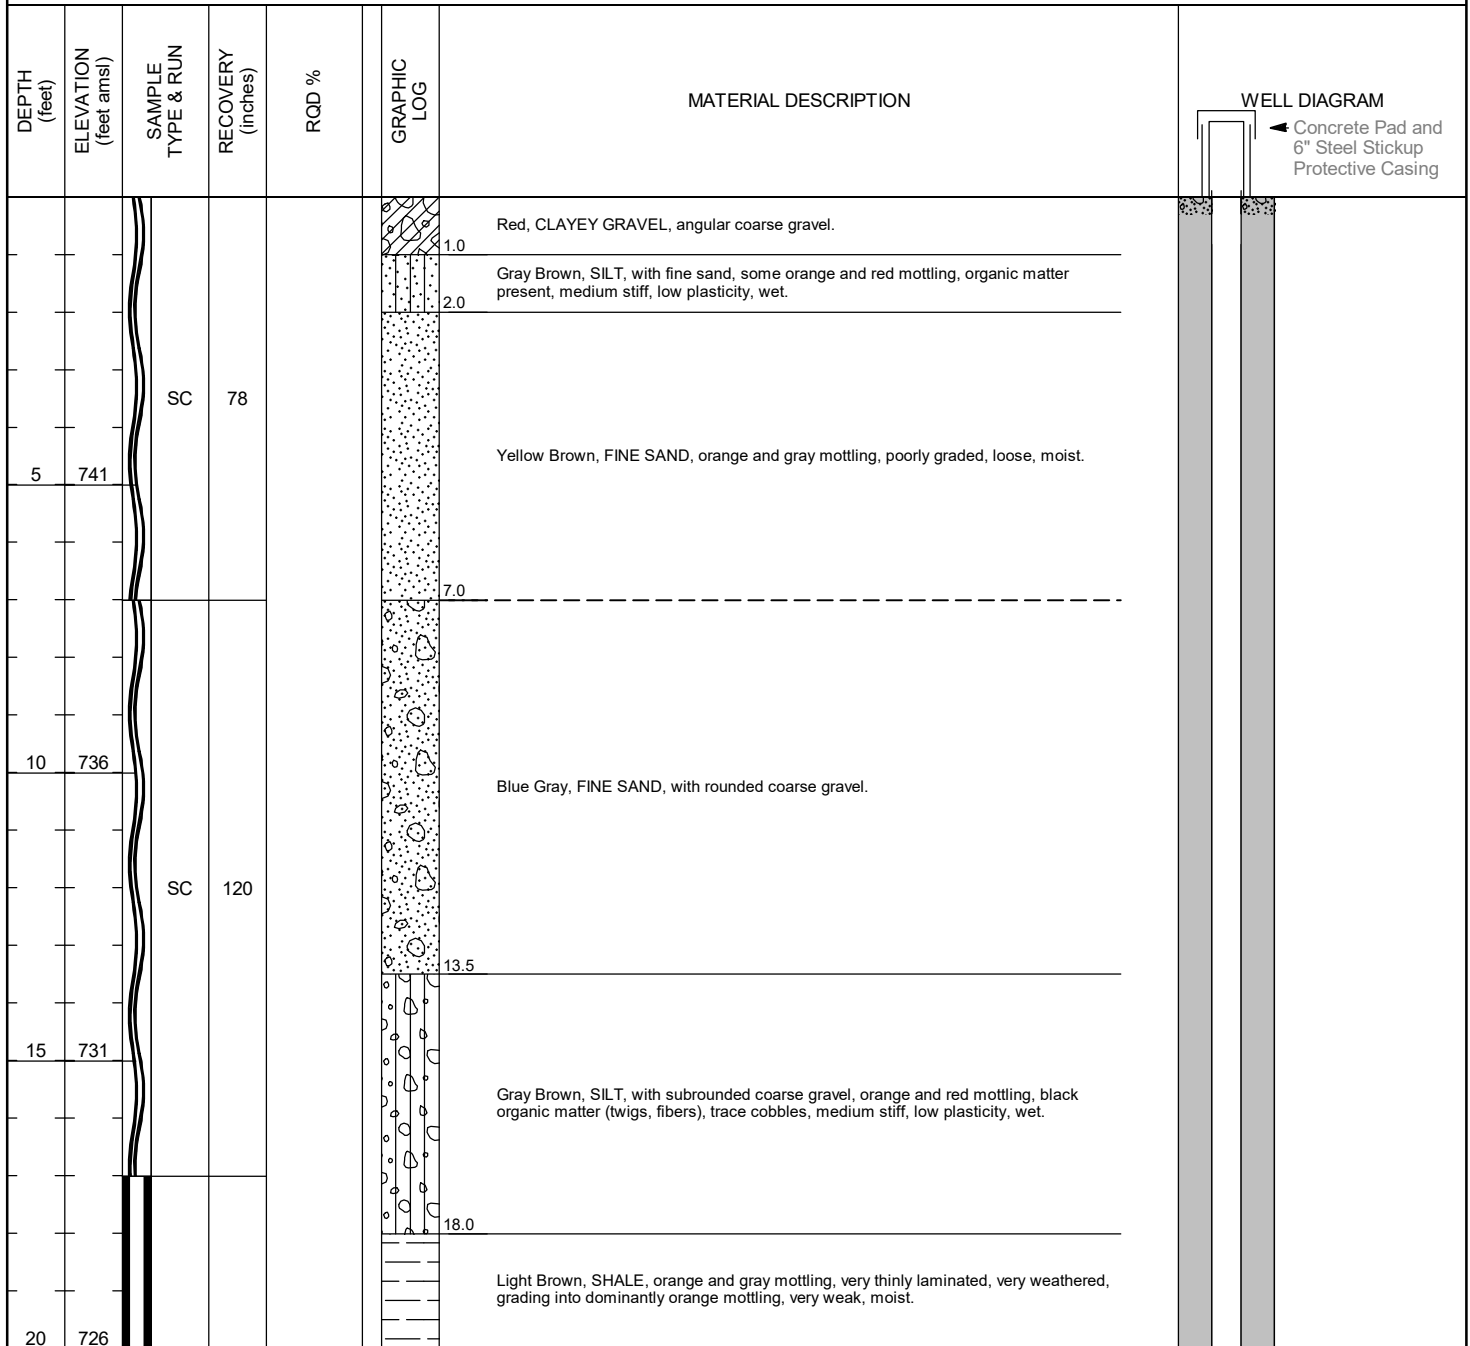 DEPTH
(feet)
ELEVATION
(feet amsl)
SAMPLE
TYPE & RUN
RECOVERY
(inches)
RQD %
GRAPHIC
LOG
MATERIAL DESCRIPTION
WELL DIAGRAM
Concrete Pad and
6" Steel Stickup
Protective Casing
Red, CLAYEY GRAVEL, angular coarse gravel.
1.0
Gray Brown, SILT, with fine sand, some orange and red mottling, organic matter
present, medium stiff, low plasticity, wet.
2.0
SC 78
Yellow Brown, FINE SAND, orange and gray mottling, poorly graded, loose, moist.
5 741
7.0
10 736
Blue Gray, FINE SAND, with rounded coarse gravel.
SC 120
13.5
15 731
Gray Brown, SILT, with subrounded coarse gravel, orange and red mottling, black
organic matter (twigs, fibers), trace cobbles, medium stiff, low plasticity, wet.
18.0
Light Brown, SHALE, orange and gray mottling, very thinly laminated, very weathered,
grading into dominantly orange mottling, very weak, moist.
20 726